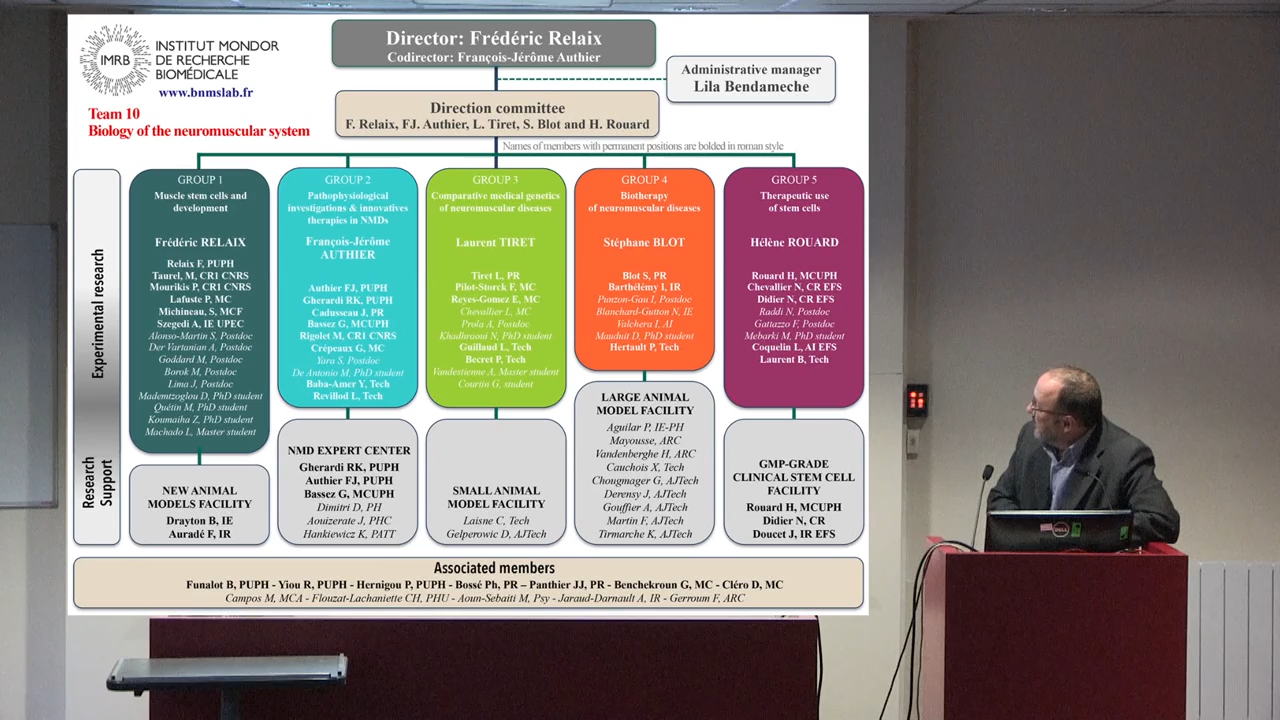 IMRB
INSTITUT MONDOR
DE RECHERCHE
BIOMÉDICALE
www.bnmslab.fr
Team 10
Biology of the neuromuscular system
Director: Frédéric Relaix
Codirector: François-Jérôme Authier
Administrative manager
Lila Bendameche
Direction committee
F. Relaix, FJ. Authier, L. Tiret, S. Blot and H. Rouard
Names of members with permanent positions are bolded in roman style
Experimental research
GROUP 1
Muscle stem cells and
development
Frédéric RELAIX
Relaix F, PUPH
Taurel, M, CR1 CNRS
Mourikis P, CR1 CNRS
Lafuste P, MC
Michineau, S, MCF
Szegedi A, IE UPEC
Alonso-Martin S, Postdoc
Der Vartanian A, Postdoc
Goddard M, Postdoc
Borok M, Postdoc
Lima J, Postdoc
Mademtzoglou D, PhD student
Quétin M, PhD student
Koumaiha Z, PhD student
Machado L, Master student
GROUP 2
Pathophysiological
investigations & innovatives
therapies in NMDs
François-Jérôme
AUTHIER
Authier FJ, PUPH
Gherardi RK, PUPH
Cadusseau J, PR
Bassez G, MCUPH
Rigolet M, CR1 CNRS
Crépeaux G, MC
Yara S, Postdoc
De Antonio M, PhD student
Baba-Amer Y, Tech
Revillod L, Tech
GROUP 3
Comparative medical genetics
of neuromuscular diseases
Laurent TIRET
Tiret L, PR
Pilot-Storck F, MC
Reyes-Gomez E, MC
Chevallier L, MC
Prola A, Postdoc
Khadhraoui N, PhD student
Guillaud L, Tech
Becret P, Tech
Vandestienne A, Master student
Courtin G, student
GROUP 4
Biotherapy
of neuromuscular diseases
Stéphane BLOT
Blot S, PR
Barthélémy I, IR
Punzon-Gau I, Postdoc
Blanchard-Gutton N, IE
Valchera I, AI
Mauduit D, PhD student
Hertault P, Tech
GROUP 5
Therapeutic use
of stem cells
Hélène ROUARD
Rouard H, MCUPH
Chevallier N, CR EFS
Didier N, CR EFS
Raddi N, Postdoc
Gattazzo F, Postdoc
Mebarki M, PhD student
Coquelin L, AI EFS
Laurent B, Tech
Research
Support
NEW ANIMAL
MODELS FACILITY
Drayton B, IE
Auradé F, IR
NMD EXPERT CENTER
Gherardi RK, PUPH
Authier FJ, PUPH
Bassez G, MCUPH
Dimitri D, PH
Aouizerate J, PHC
Hankiewicz K, PATT
SMALL ANIMAL
MODEL FACILITY
Laisne C, Tech
Gelperowic D, AJTech
LARGE ANIMAL
MODEL FACILITY
Aguilar P, IE-PH
Mayousse, ARC
Vandenberghe H, ARC
Cauchois X, Tech
Chougmager G, AJTech
Derensy J, AJTech
Gouffier A, AJTech
Martin F, AJTech
Tirmarche K, AJTech
GMP-GRADE
CLINICAL STEM CELL
FACILITY
Rouard H, MCUPH
Didier N, CR
Doucet J, IR EFS
Associated members
Funalot B, PUPH - Yiou R, PUPH - Hernigou P, PUPH - Bossé Ph, PR – Panthier JJ, PR - Benchekroun G, MC - Cléro D, MC
Campos M, MCA - Flouzat-Lachaniette CH, PHU - Aoun-Sebaiti M, Psy - Jaraud-Darnault A, IR - Gerroum F, ARC
DELL